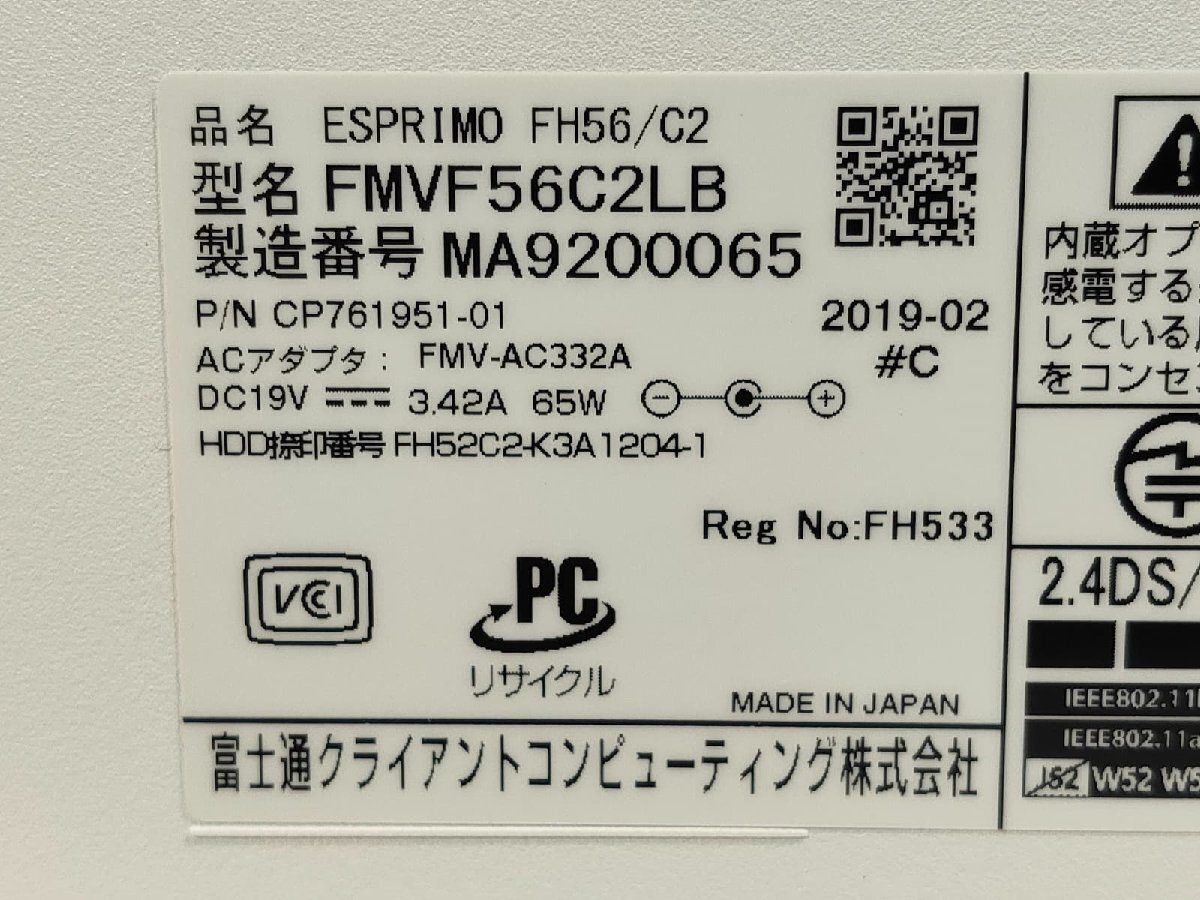 品名 ESPRIMO FH56/C2
型名 FMVF56C2LB
製造番号 MA9200065
P/N CP761951-01
2019-02
ACアダプタ: FMV-AC332A
#C
DC19V 3.42A 65W
HDD捺印番号 FH52C2-K3A1204-1
Reg No:FH533
VCCI
PC
リサイクル
MADE IN JAPAN
富士通クライアントコンピューティング株式会社
内蔵オプ
感電する
している
をコンセ
2.4DS/
IEEE802.11
IEEE802.11a
J52 W52 W5